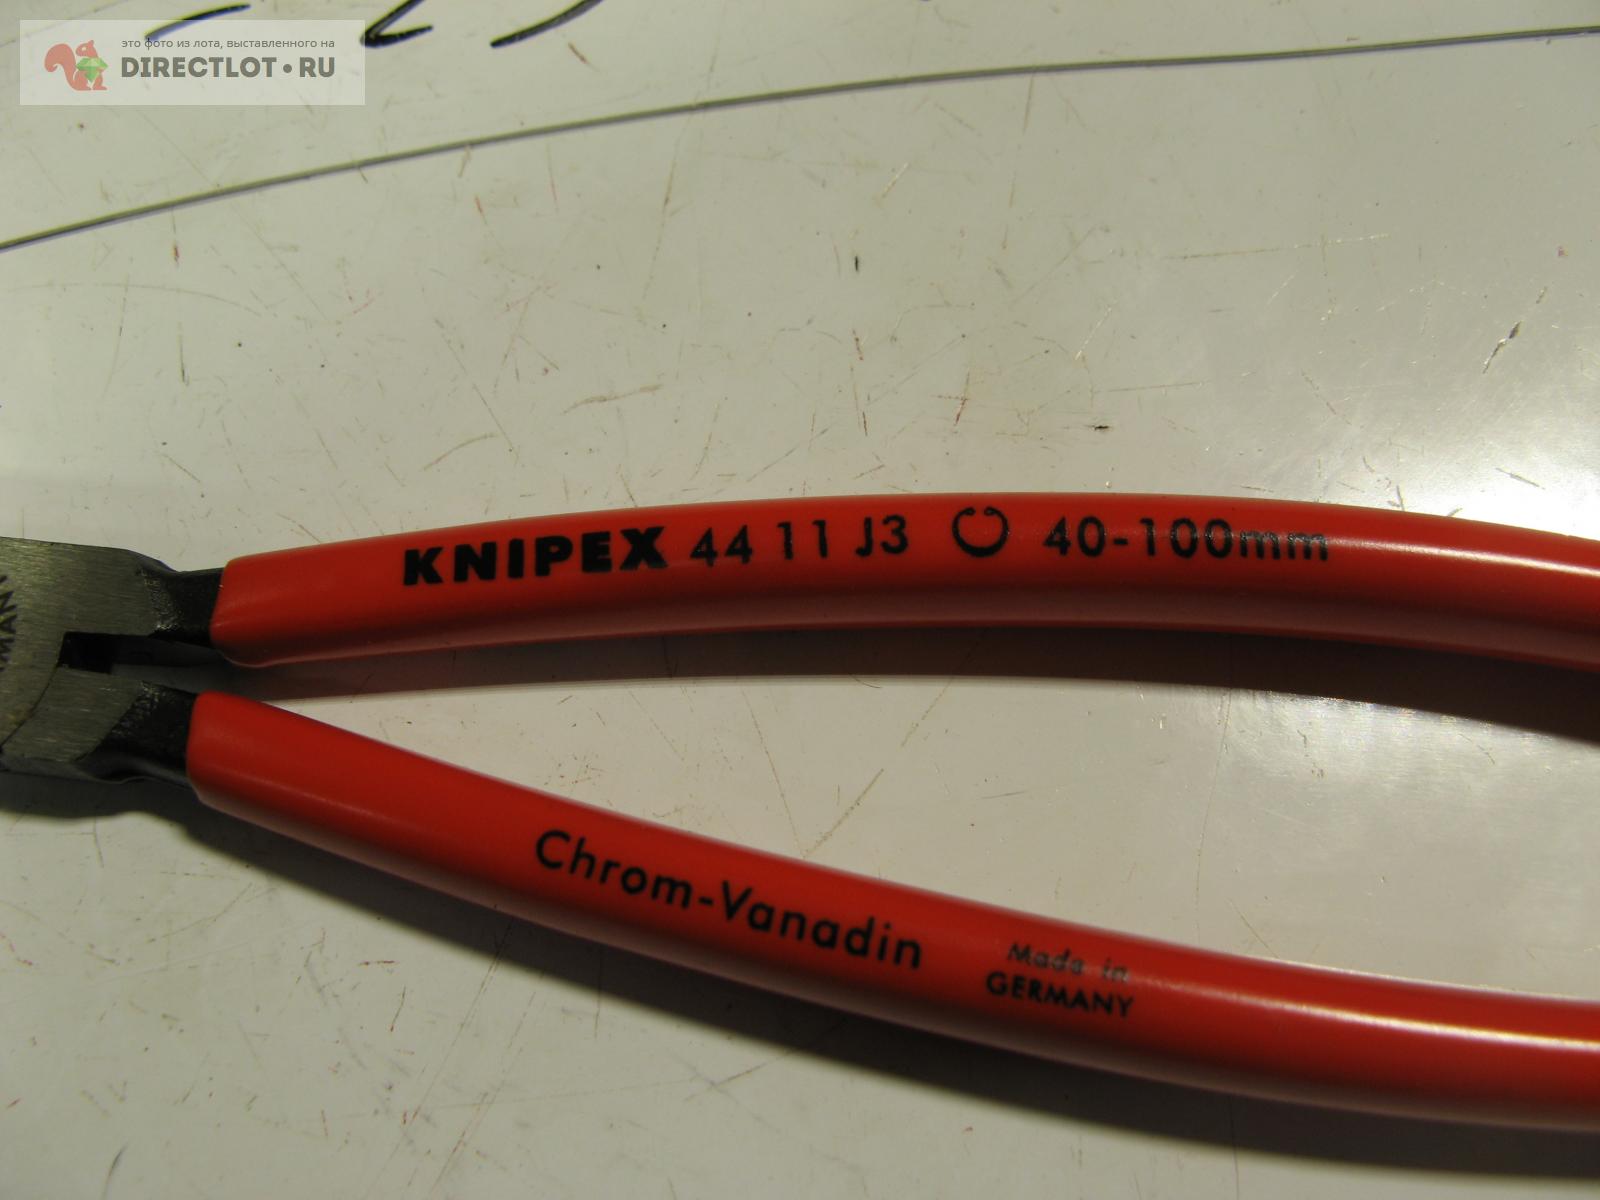 это фото из лота, выставленного на
DIRECTLOT•RU
KNIPEX 44 11 J3 40-100mm
Chrom-Vanadin
Made in
GERMANY